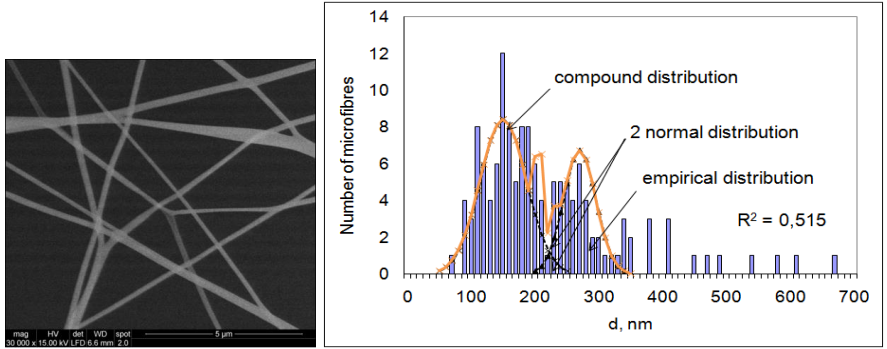 mag HV det WD spot
30 000 x 15.00 kV LFD 6.6 mm 2.0
5 µm
14
12
10
8
6
4
2
0
Number of microfibres
compound distribution
2 normal distribution
empirical distribution
R² = 0,515
0 100 200 300 400 500 600 700
d, nm